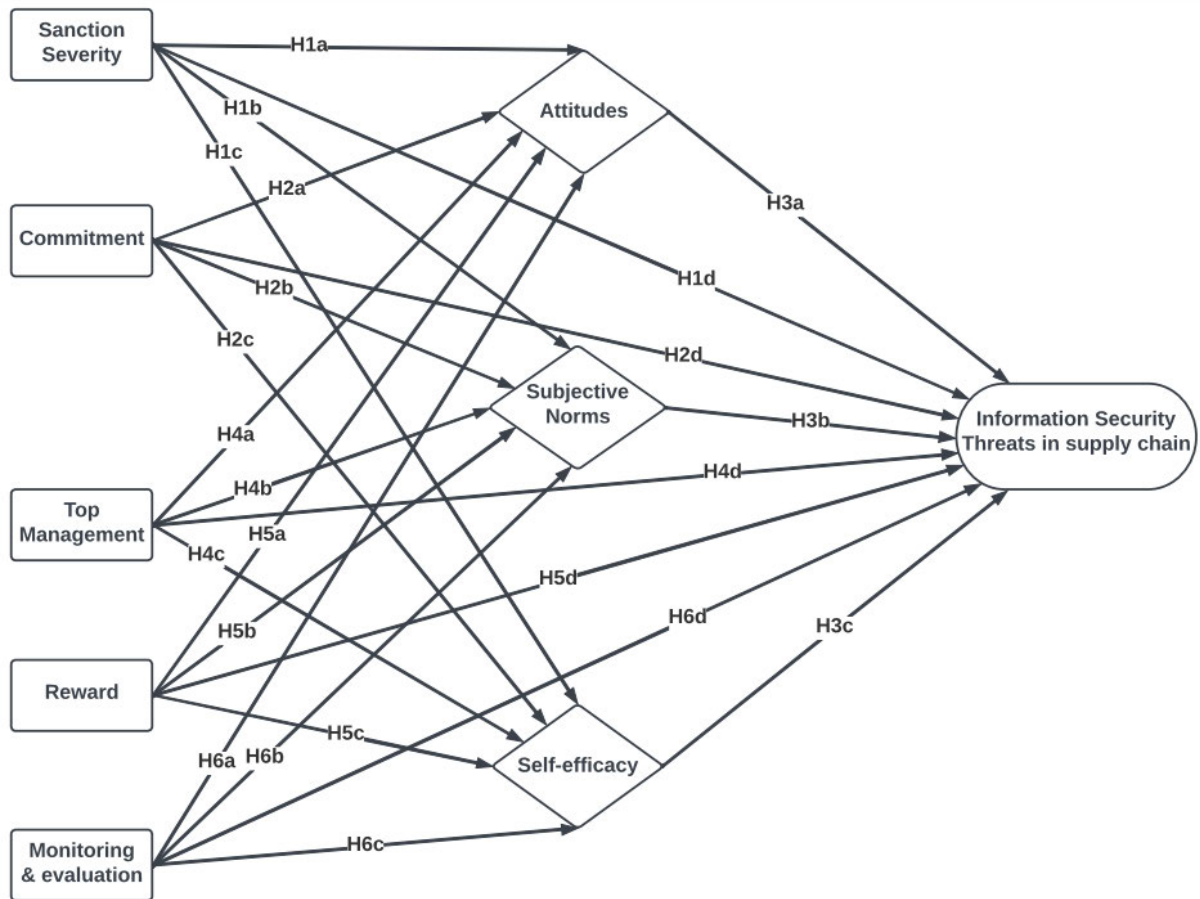 Sanction
Severity
H1a
Attitudes
H1b
H1c
H2a
H3a
Commitment
H2b
H1d
H2c
H2d
Subjective
Norms
H3b
Information Security
Threats in supply chain
H4a
H4b
H4d
Top
Management
H5a
H4c
H5d
H5b
H6d
H3c
Reward
H5c
H6a
H6b
Self-efficacy
Monitoring
& evaluation
H6c